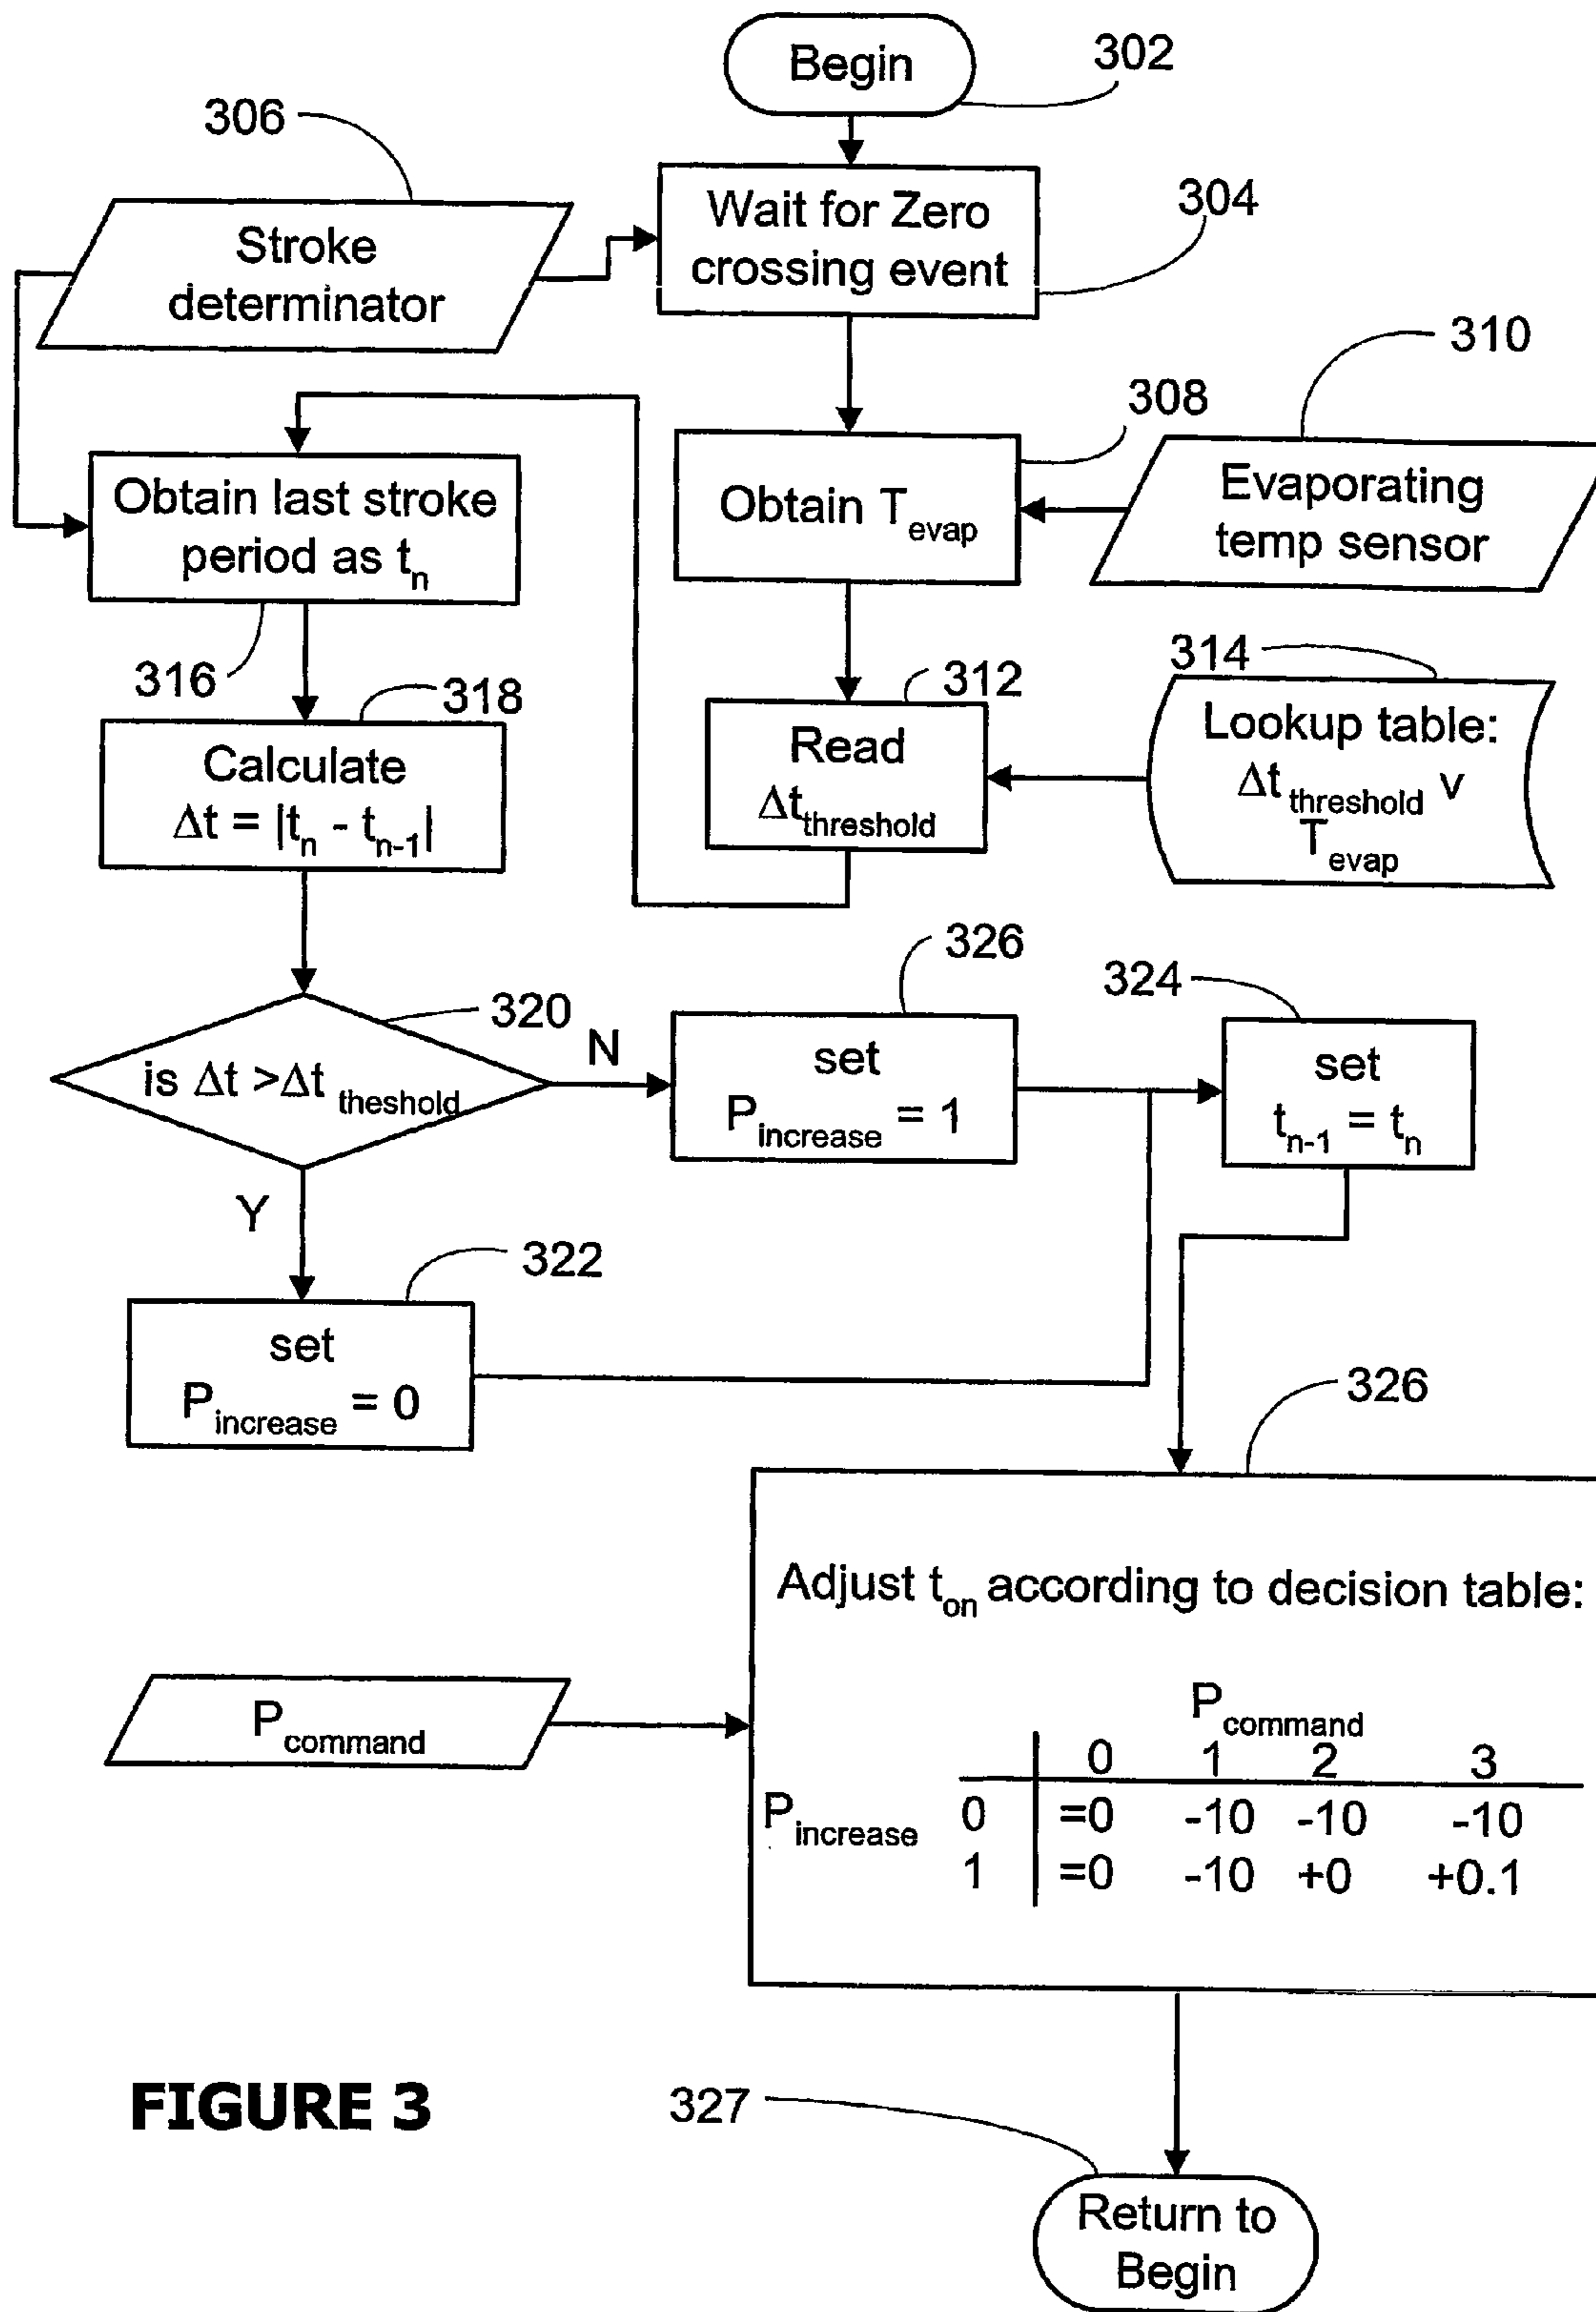 Begin
302
306
Wait for Zero
crossing event
304
Stroke
determinator
310
308
Obtain last stroke
period as tn
Obtain Tevap
Evaporating
temp sensor
316
318
312
314
Calculate
Δt = |tn - tn-1|
Read
Δtthreshold
Lookup table:
Δt threshold v
Tevap
326
324
320
is Δt >Δt theshold
N
set
Pincrease = 1
set
tn-1 = tn
Y
322
set
Pincrease = 0
326
Adjust ton according to decision table:
Pcommand
Pcommand
0 1 2 3
Pincrease 0 =0 -10 -10 -10
1 =0 -10 +0 +0.1
FIGURE 3
327
Return to
Begin